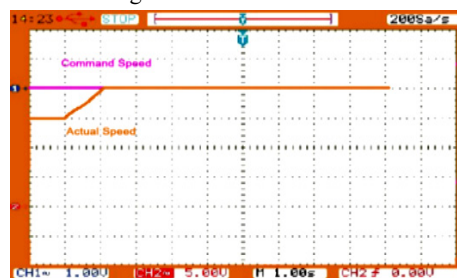 14:23 STOP 200Sa/s
Command Speed
Actual Speed
CH1~ 1.00V CH2~ 5.00V M 1.00s CH2 0.00V